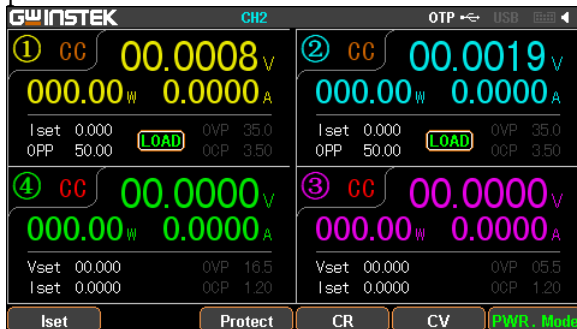 GWINSTEK CH2 OTP USB
① CC 00.0008 V
000.00 W 0.0000 A
Iset 0.000 OVP 35.0
OPP 50.00 LOAD OCP 3.50
② CC 00.0019 V
000.00 W 0.0000 A
Iset 0.000 OVP 35.0
OPP 50.00 LOAD OCP 3.50
④ CC 00.0000 V
000.00 W 0.0000 A
Vset 00.000 OVP 16.5
Iset 0.0000 OCP 1.20
③ CC 00.0000 V
000.00 W 0.0000 A
Vset 00.000 OVP 05.5
Iset 0.0000 OCP 1.20
Iset Protect CR CV PWR. Mode